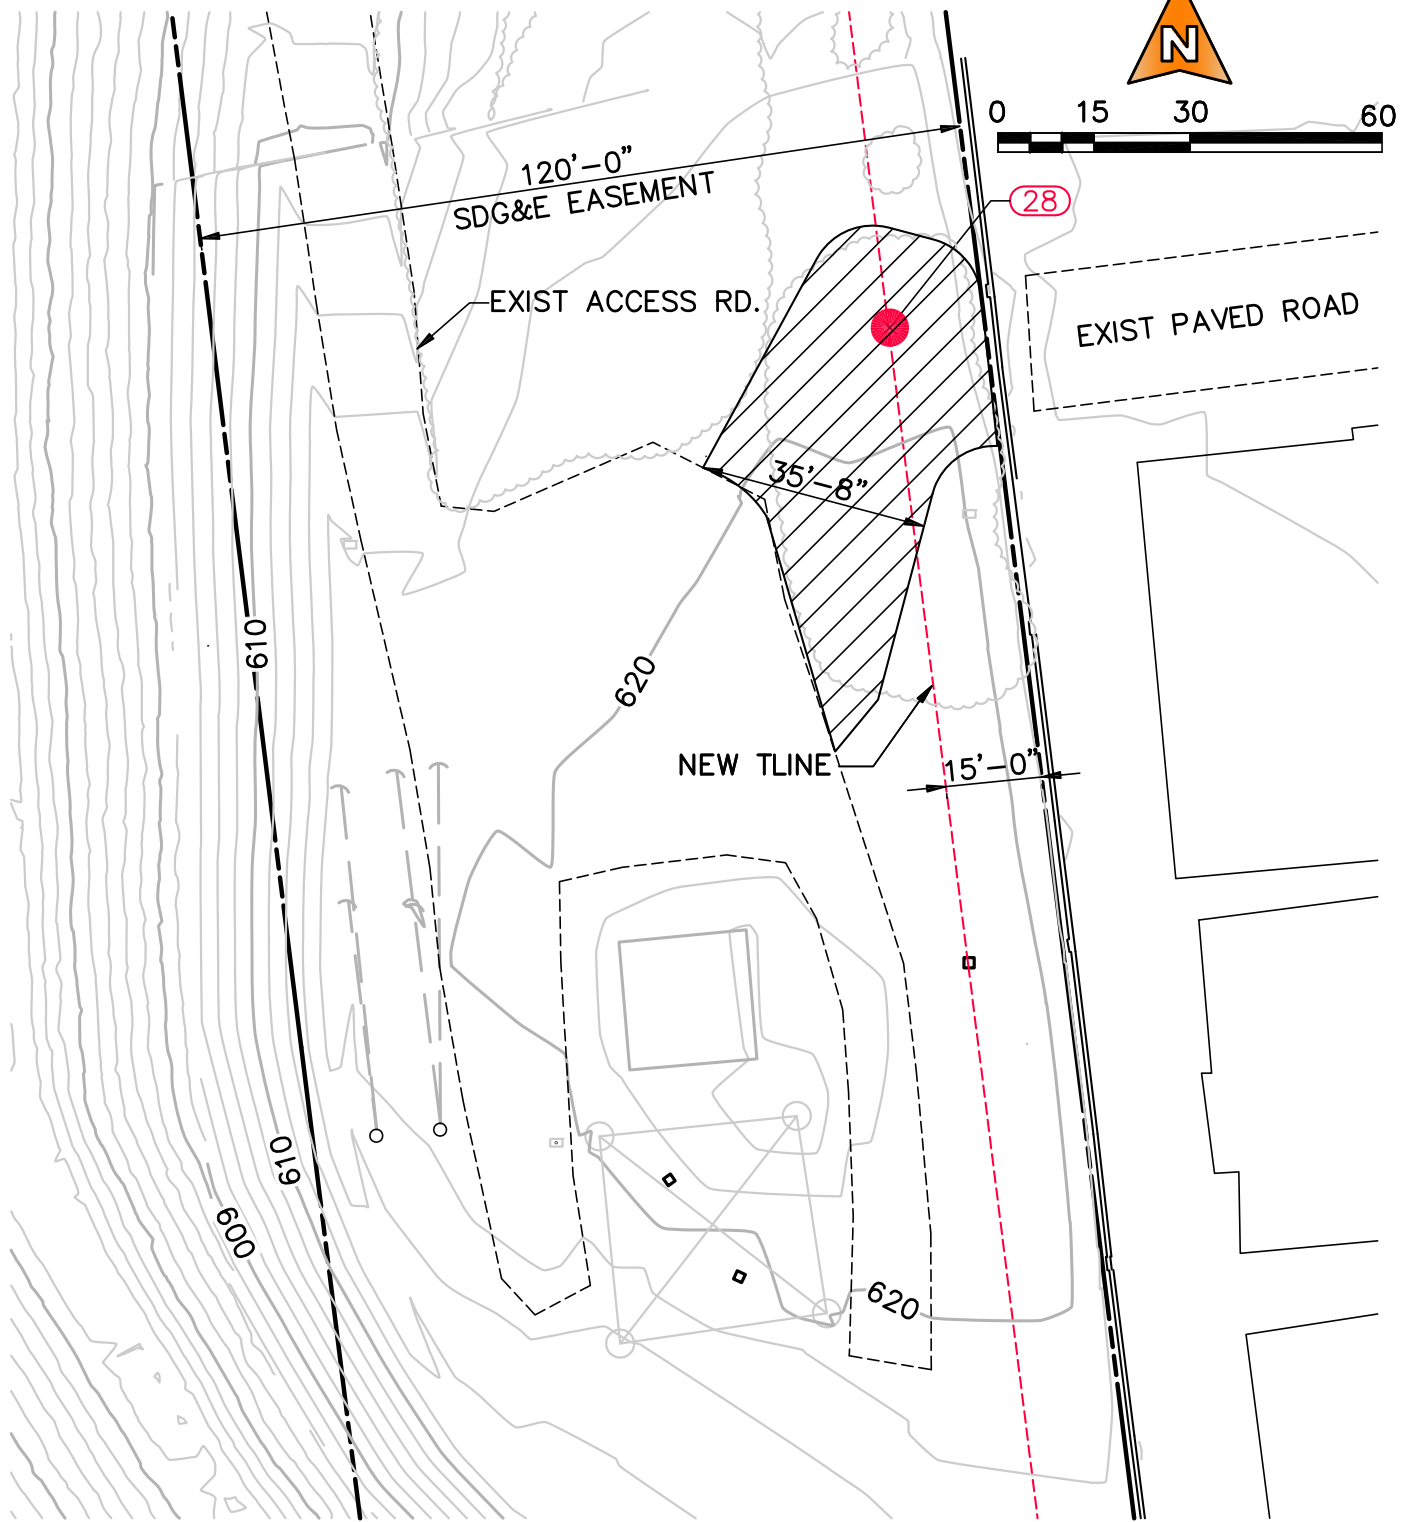 N
0 15 30 60
120'-0"
SDG&E EASEMENT
28
EXIST ACCESS RD.
EXIST PAVED ROAD
35'-8"
610
620
NEW TLINE
15'-0"
610
600
620